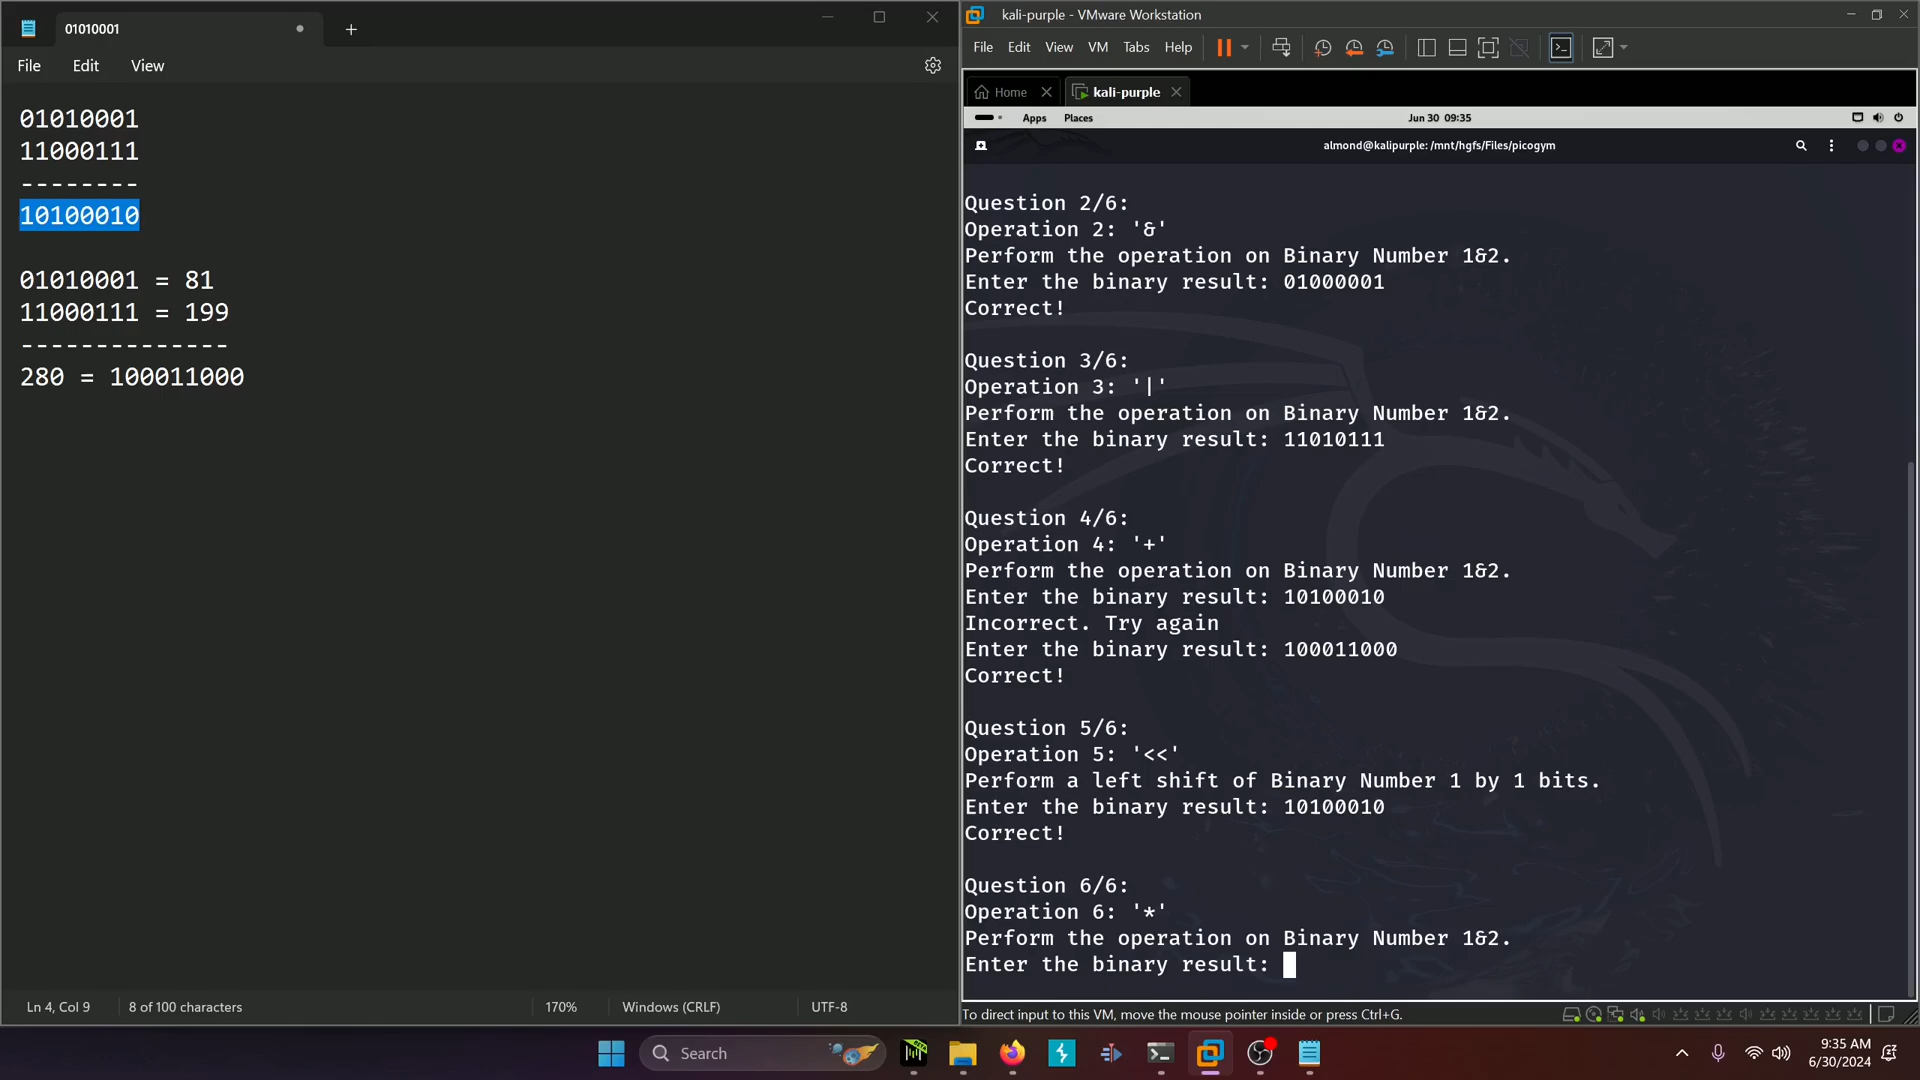 01010001
File Edit View
01010001
11000111
--------
10100010
01010001 = 81
11000111 = 199
--------------
280 = 100011000
Ln 4, Col 9 8 of 100 characters 170% Windows (CRLF) UTF-8
kali-purple - VMware Workstation
File Edit View VM Tabs Help
Home kali-purple
Apps Places Jun 30 09:35
almond@kalipurple: /mnt/hgfs/Files/picogym
Question 2/6:
Operation 2: '&'
Perform the operation on Binary Number 1&2.
Enter the binary result: 01000001
Correct!
Question 3/6:
Operation 3: '|'
Perform the operation on Binary Number 1&2.
Enter the binary result: 11010111
Correct!
Question 4/6:
Operation 4: '+'
Perform the operation on Binary Number 1&2.
Enter the binary result: 10100010
Incorrect. Try again
Enter the binary result: 100011000
Correct!
Question 5/6:
Operation 5: '<<'
Perform a left shift of Binary Number 1 by 1 bits.
Enter the binary result: 10100010
Correct!
Question 6/6:
Operation 6: '*'
Perform the operation on Binary Number 1&2.
Enter the binary result:
To direct input to this VM, move the mouse pointer inside or press Ctrl+G.
Search
9:35 AM
6/30/2024